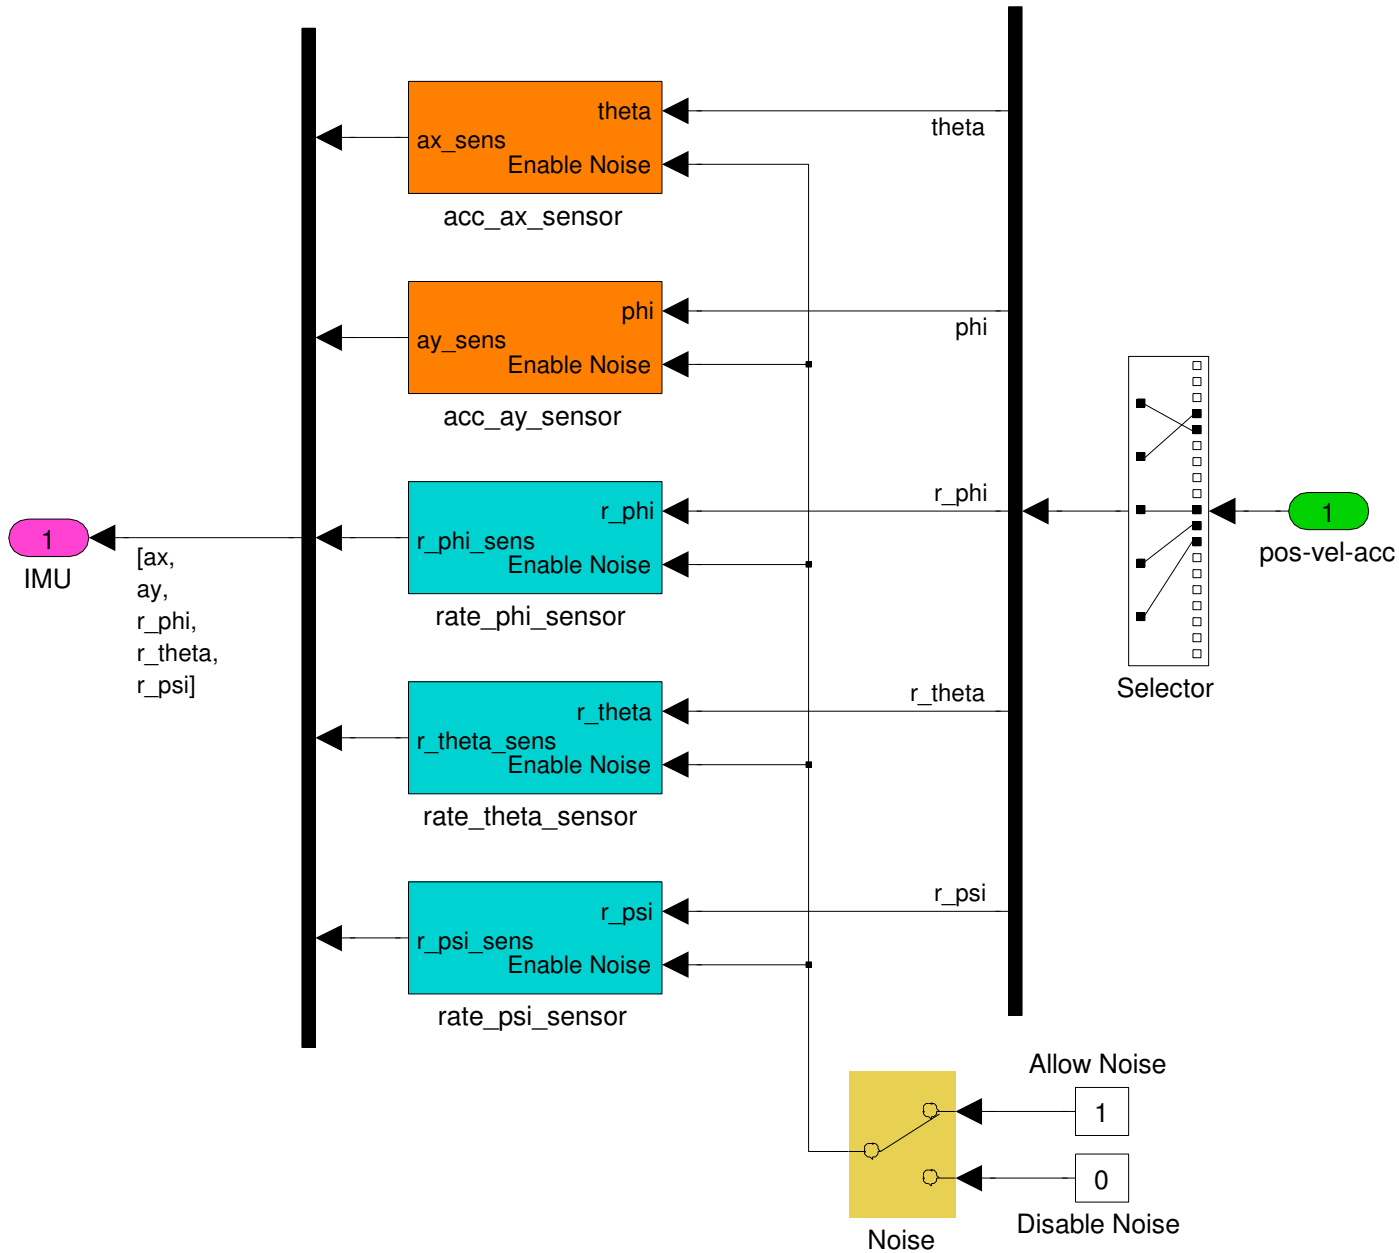 theta
ax_sens
Enable Noise
acc_ax_sensor
theta
phi
ay_sens
Enable Noise
acc_ay_sensor
phi
r_phi
r_phi_sens
Enable Noise
rate_phi_sensor
r_phi
1
IMU
[ax,
ay,
r_phi,
r_theta,
r_psi]
1
pos-vel-acc
Selector
r_theta
r_theta_sens
Enable Noise
rate_theta_sensor
r_theta
r_psi
r_psi_sens
Enable Noise
rate_psi_sensor
r_psi
Allow Noise
1
0
Disable Noise
Noise